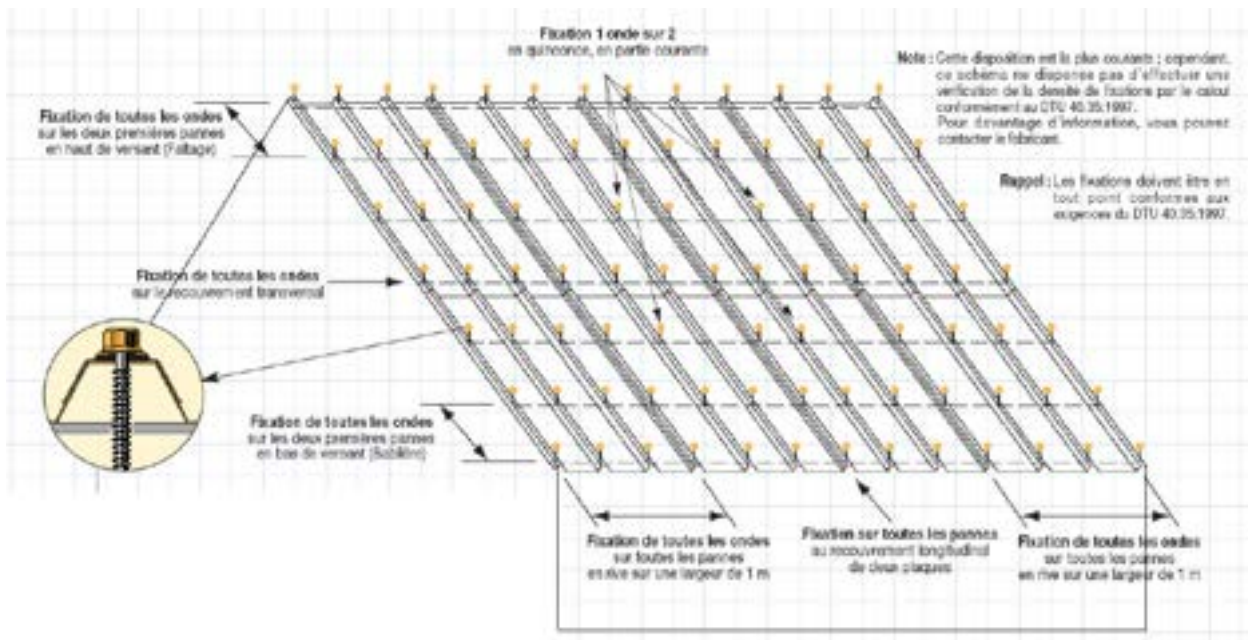 Fixation 1 onde sur 2
en quinconce, en partie courante
Note : Cette disposition est la plus courante ; cependant,
ce schéma ne dispense pas d'effectuer une
vérification de la densité de fixations par le calcul
conformément au DTU 40.35.1997.
Pour davantage d'information, vous pouvez
contacter le fabricant.
Fixation de toutes les ondes
sur les deux premières pannes
en haut de versant (Faîtage)
Rappel : Les fixations doivent être en
tout point conformes aux
exigences du DTU 40.35.1997.
Fixation de toutes les ondes
sur le recouvrement transversal
Fixation de toutes les ondes
sur les deux premières pannes
en bas de versant (Sablière)
Fixation de toutes les ondes
sur toutes les pannes
en rive sur une largeur de 1 m
Fixation sur toutes les pannes
au recouvrement longitudinal
de deux plaques
Fixation de toutes les ondes
sur toutes les pannes
en rive sur une largeur de 1 m